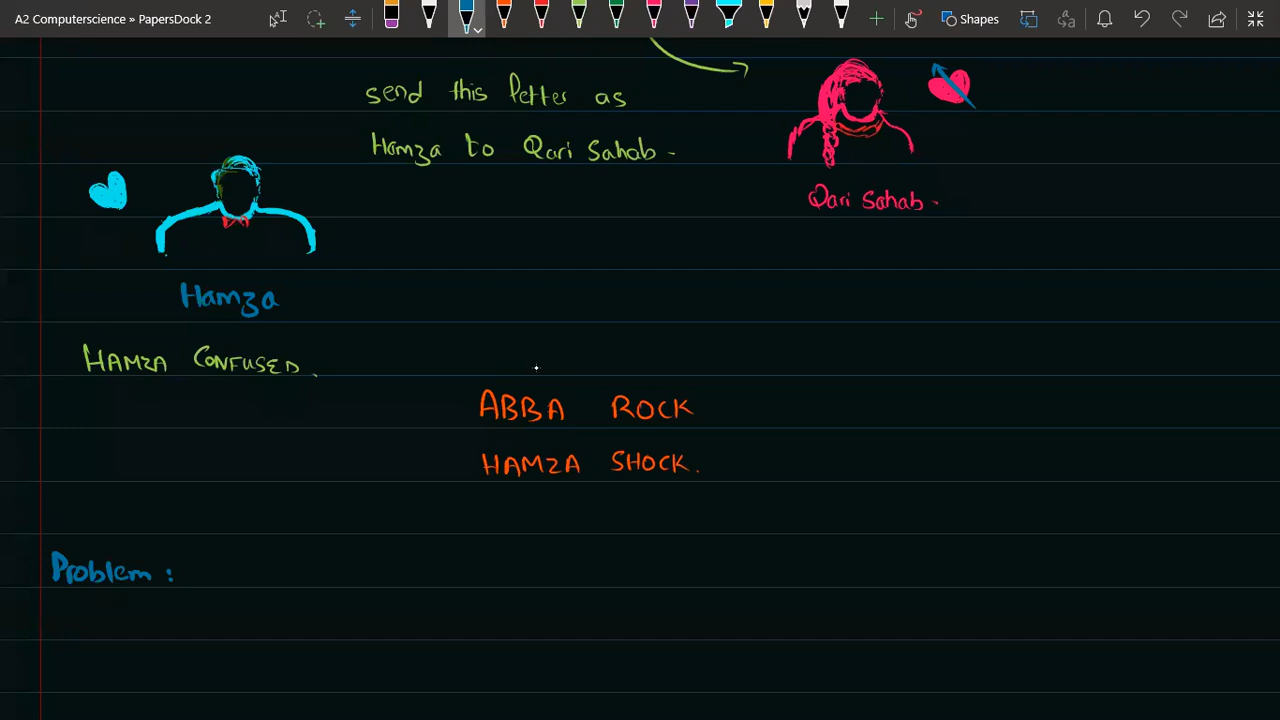 A2 Computerscience » PapersDock 2
Shapes
send this letter as
Hamza to Qari Sahab.
Qari Sahab.
Hamza
HAMZA CONFUSED.
ABBA ROCK
HAMZA SHOCK.
Problem: